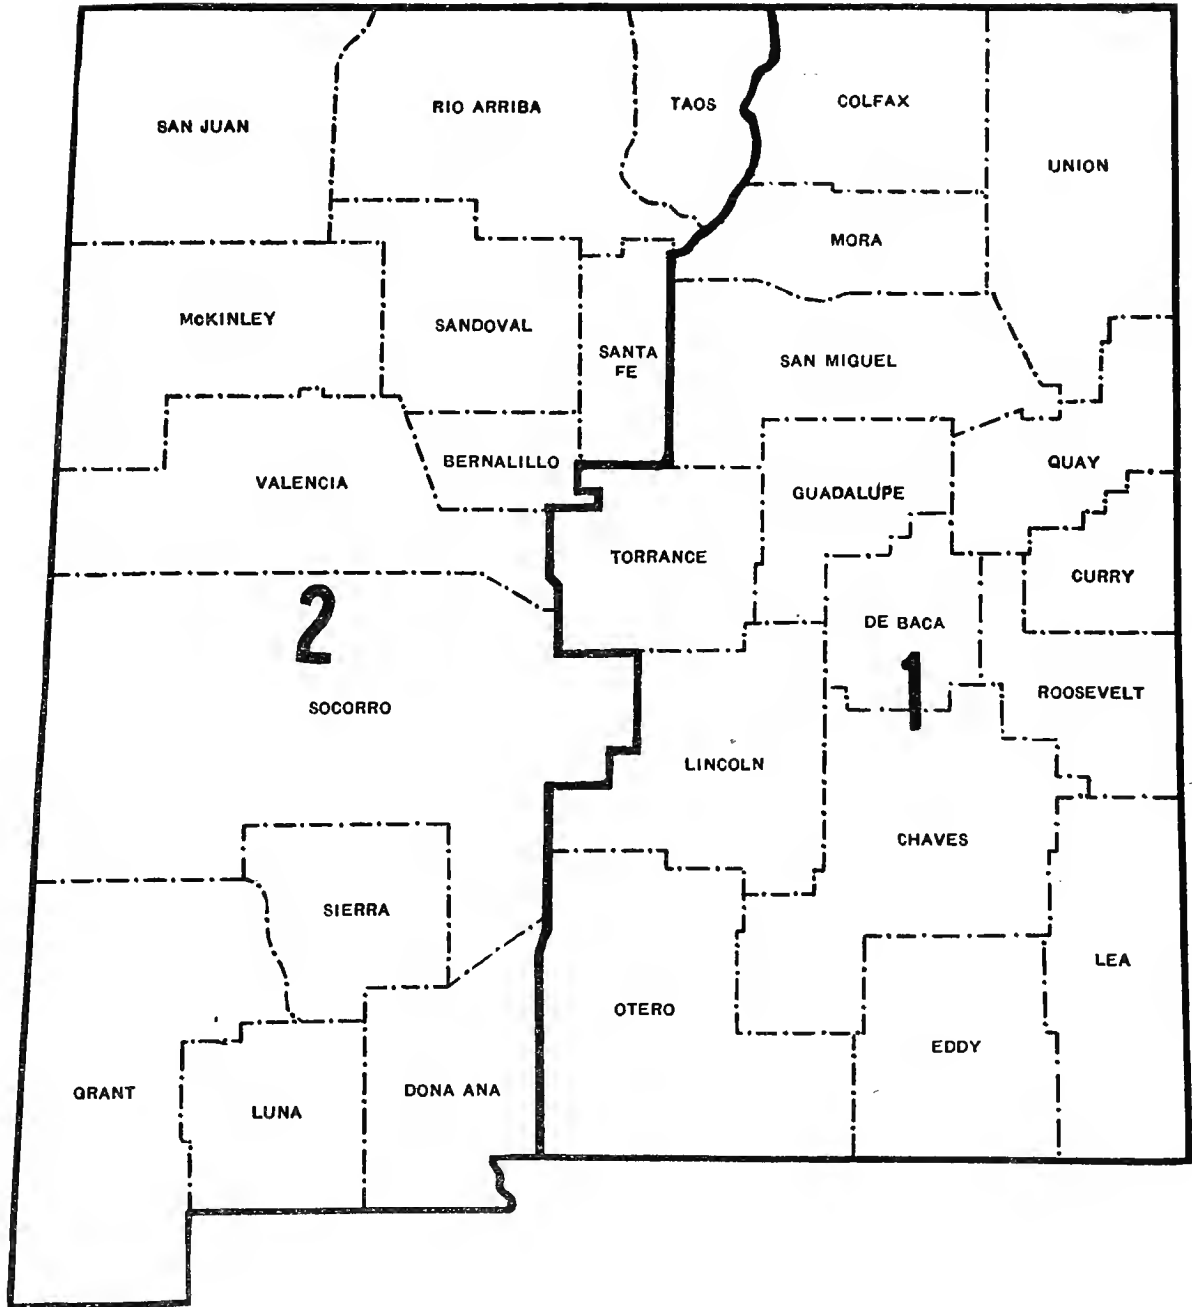 RIO ARRIBA
TAOS
COLFAX
SAN JUAN
UNION
MORA
McKINLEY
SANDOVAL
SANTA
FE
SAN MIGUEL
BERNALILLO
QUAY
VALENCIA
GUADALUPE
TORRANCE
CURRY
2
DE BACA
1
ROOSEVELT
SOCORRO
LINCOLN
CHAVES
SIERRA
LEA
OTERO
EDDY
GRANT
DONA ANA
LUNA